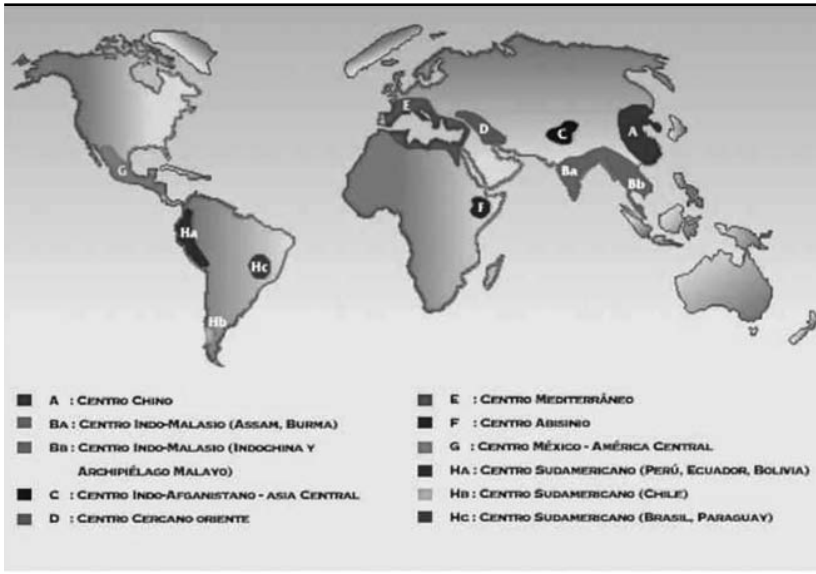 E
D
C
A
G
Ba
Bb
F
Ha
Hc
Hb
A : CENTRO CHINO
BA : CENTRO INDO-MALASIO (ASSAM, BURMA)
BB : CENTRO INDO-MALASIO (INDOCHINA Y
ARCHIPIÉLAGO MALAYO)
C : CENTRO INDO-AFGANISTANO - ASIA CENTRAL
D : CENTRO CERCANO ORIENTE
E : CENTRO MEDITERRÁNEO
F : CENTRO ABISINIO
G : CENTRO MÉXICO - AMÉRICA CENTRAL
HA : CENTRO SUDAMERICANO (PERÚ, ECUADOR, BOLIVIA)
HB : CENTRO SUDAMERICANO (CHILE)
HC : CENTRO SUDAMERICANO (BRASIL, PARAGUAY)